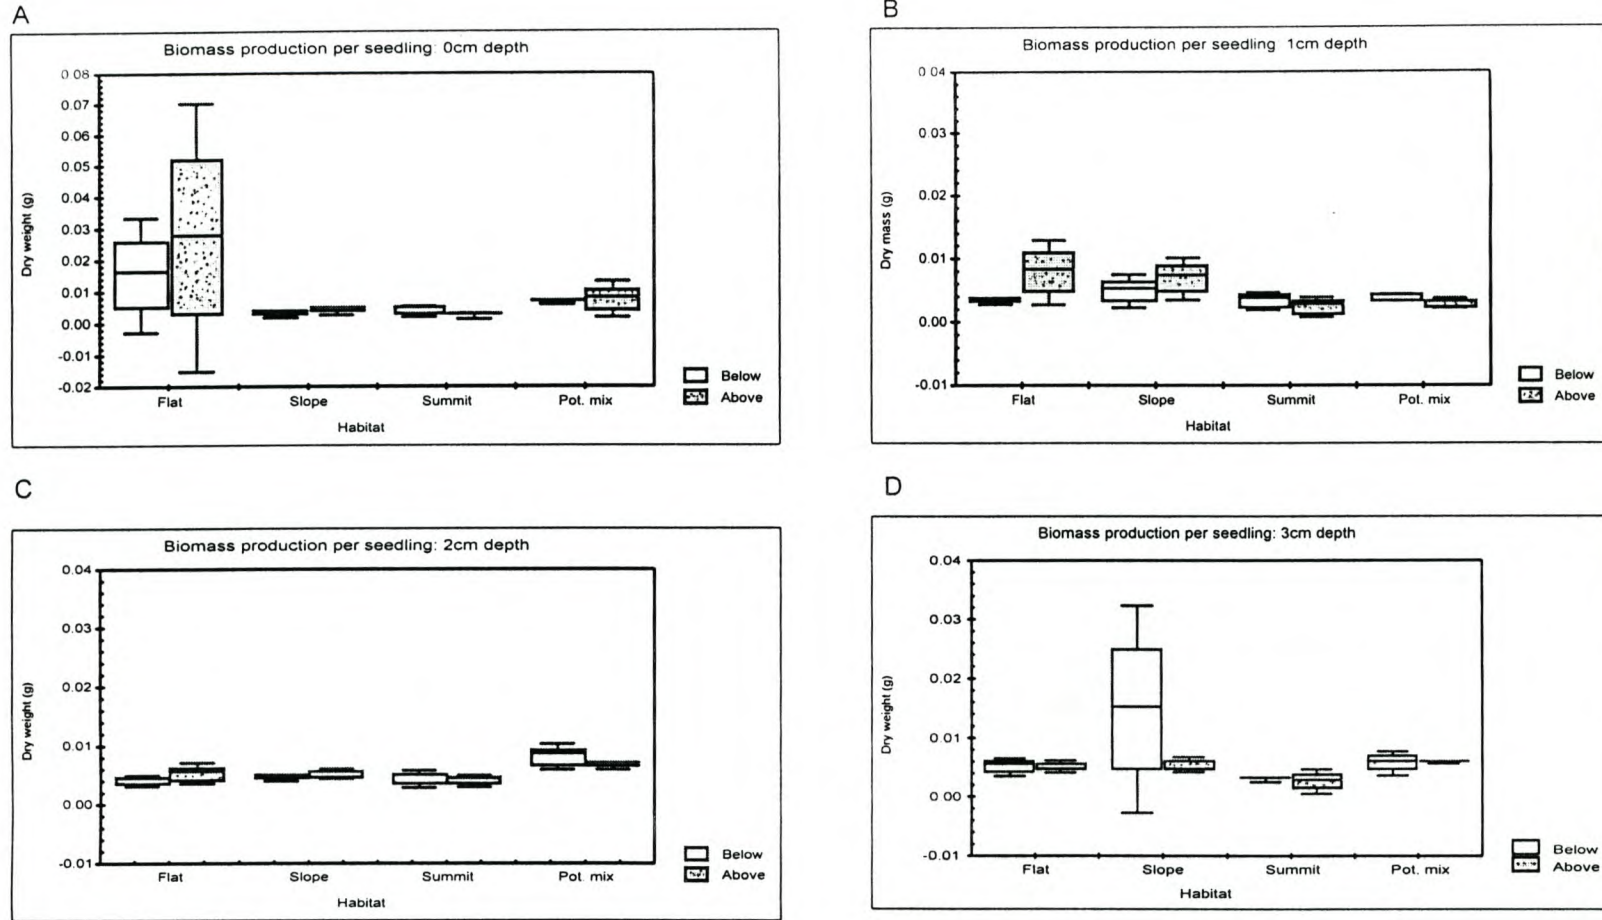 A
Biomass production per seedling: 0cm depth
0.08
0.07
0.06
0.05
0.04
0.03
0.02
0.01
0.00
-0.01
-0.02
Dry weight (g)
Flat Slope Summit Pot. mix
Habitat
Below
Above
B
Biomass production per seedling 1cm depth
0.04
0.03
0.02
0.01
0.00
-0.01
Dry mass (g)
Flat Slope Summit Pot. mix
Habitat
Below
Above
C
Biomass production per seedling: 2cm depth
0.04
0.03
0.02
0.01
0.00
-0.01
Dry weight (g)
Flat Slope Summit Pot. mix
Habitat
Below
Above
D
Biomass production per seedling: 3cm depth
0.04
0.03
0.02
0.01
0.00
-0.01
Dry weight (g)
Flat Slope Summit Pot. mix
Habitat
Below
Above